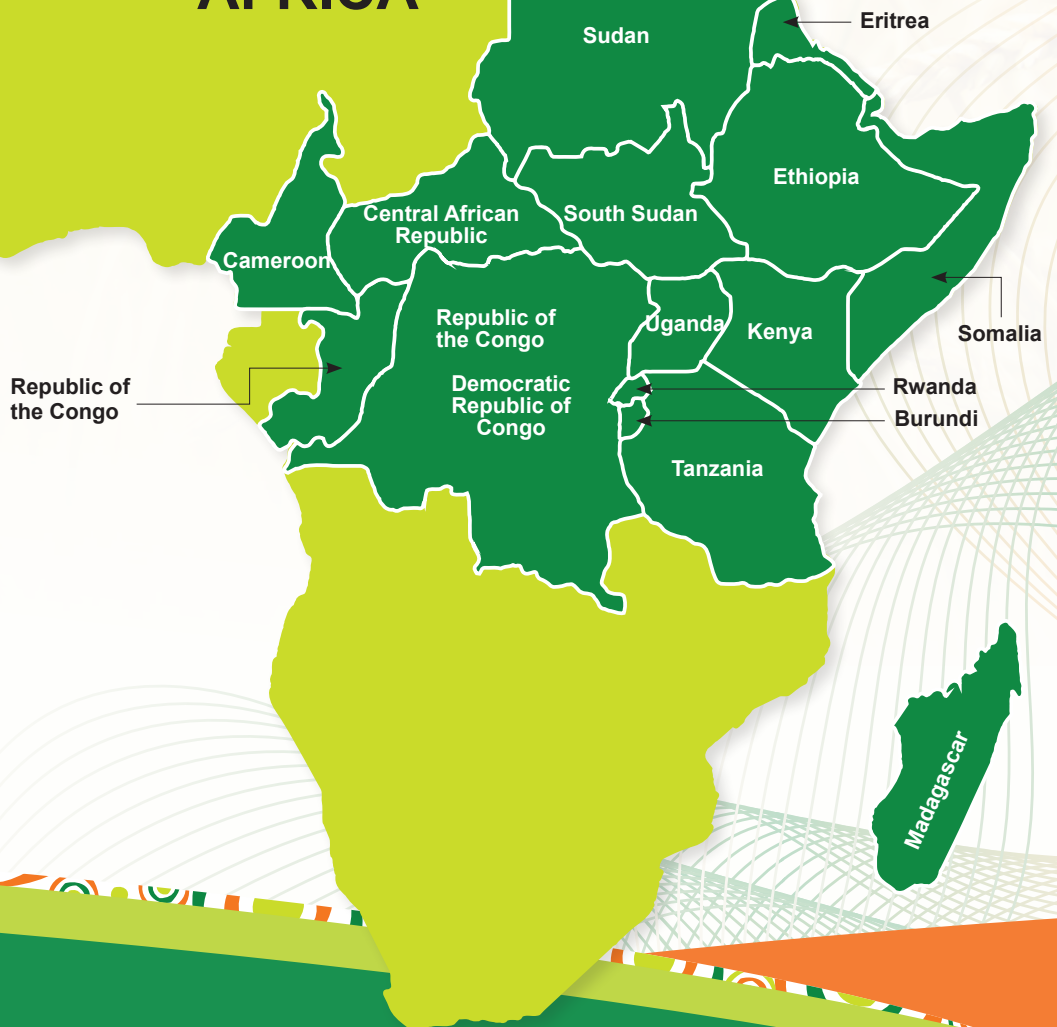 AFRICA
Eritrea
Sudan
Ethiopia
Central African
Republic
South Sudan
Cameroon
Republic of
the Congo
Uganda
Kenya
Somalia
Republic of
the Congo
Democratic
Republic of
Congo
Rwanda
Burundi
Tanzania
Madagascar